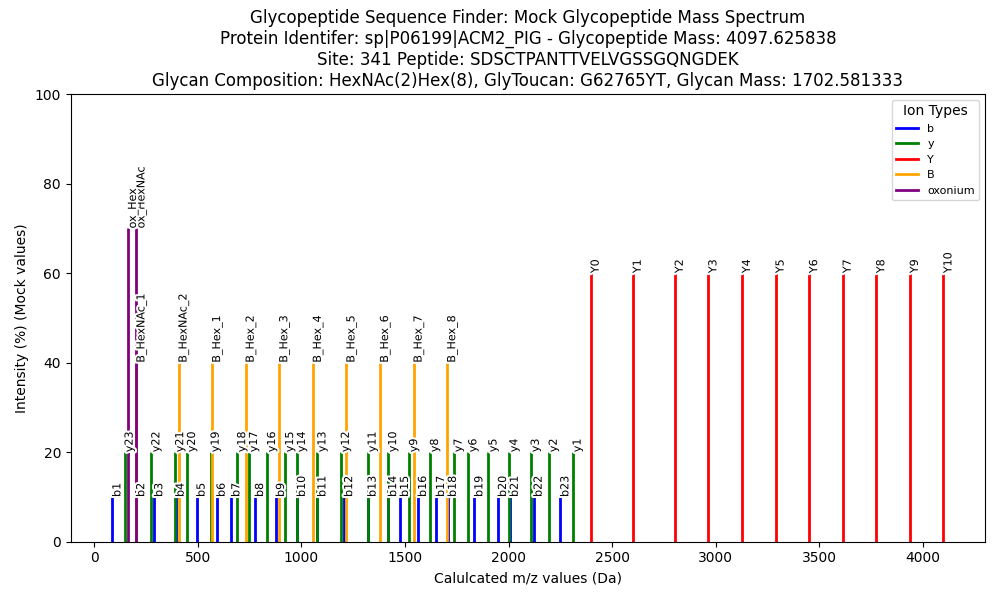 Glycopeptide Sequence Finder: Mock Glycopeptide Mass Spectrum
Protein Identifer: sp|P06199|ACM2_PIG - Glycopeptide Mass: 4097.625838
Site: 341 Peptide: SDSCTPANTTVELVGSSGQNGDEK
Glycan Composition: HexNAc(2)Hex(8), GlyToucan: G62765YT, Glycan Mass: 1702.581333
Intensity (%) (Mock values)
100
80
60
40
20
0
Ion Types
b
y
Y
B
oxonium
ox_Hex
ox_HexNAc
Y0
Y1
Y2
Y3
Y4
Y5
Y6
Y7
Y8
Y9
Y10
B_HexNAc_1
B_HexNAc_2
B_Hex_1
B_Hex_2
B_Hex_3
B_Hex_4
B_Hex_5
B_Hex_6
B_Hex_7
B_Hex_8
y23
y22
y21
y20
y19
y18
y17
y16
y15
y14
y13
y12
y11
y10
y9
y8
y7
y6
y5
y4
y3
y2
y1
b1
b2
b3
b4
b5
b6
b7
b8
b9
b10
b11
b12
b13
b14
b15
b16
b17
b18
b19
b20
b21
b22
b23
0
500
1000
1500
2000
2500
3000
3500
4000
Calulcated m/z values (Da)